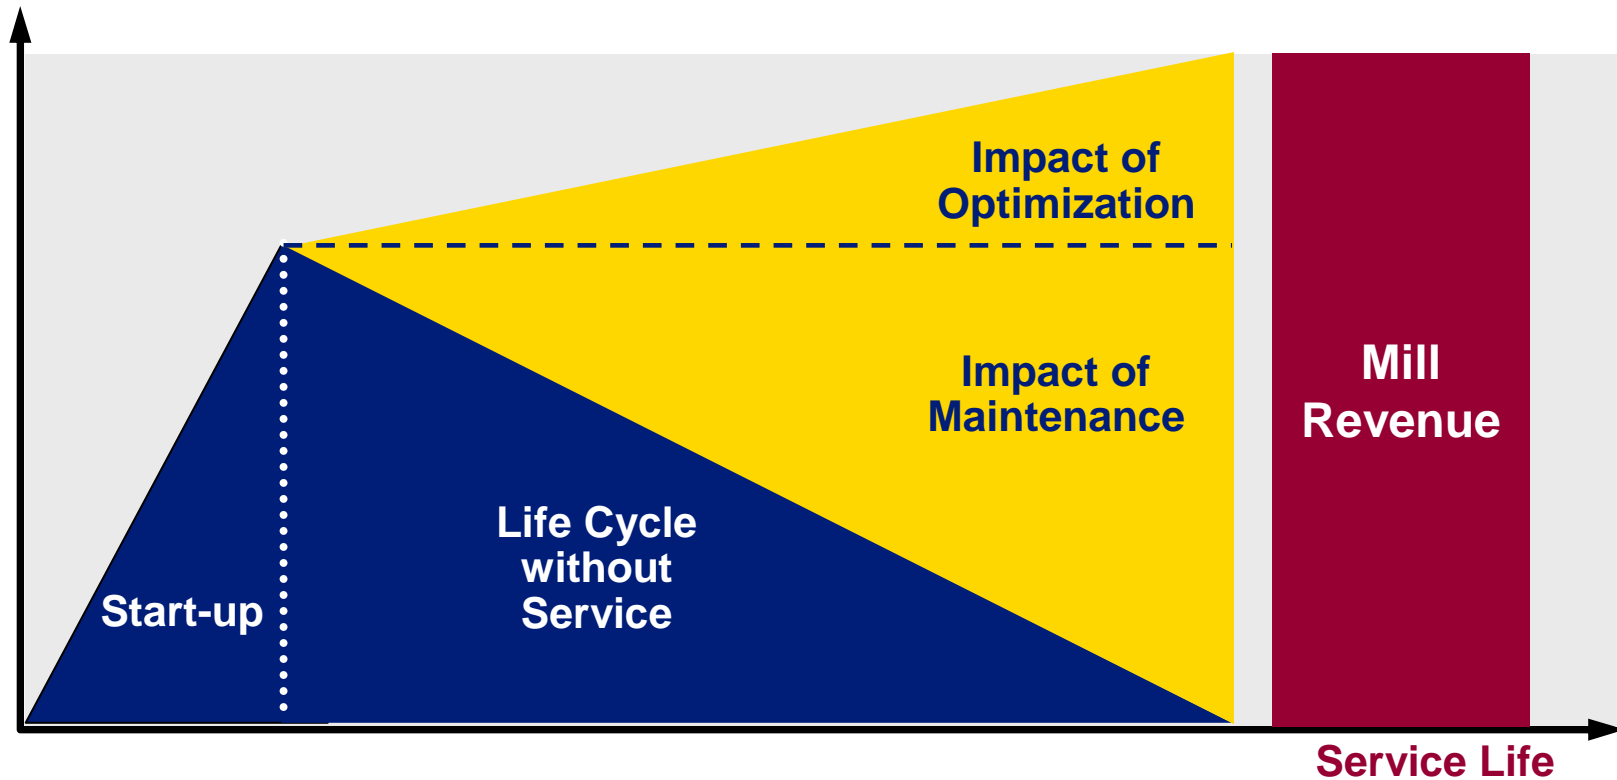 Impact of
Optimization
Impact of
Maintenance
Mill
Revenue
Life Cycle
without
Service
Start-up
Service Life